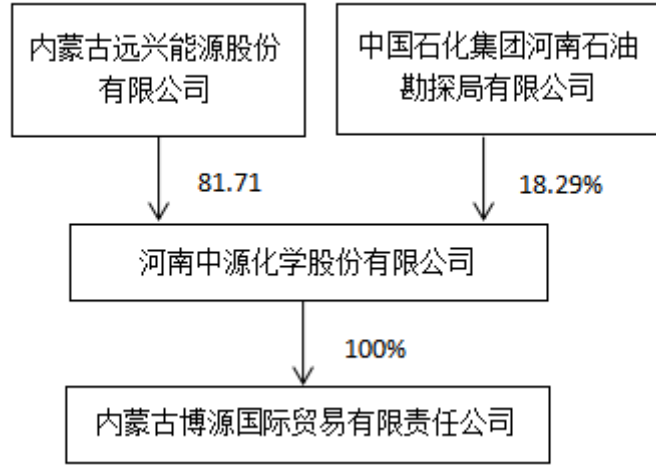 内蒙古远兴能源股份
有限公司
中国石化集团河南石油
勘探局有限公司
81.71
18.29%
河南中源化学股份有限公司
100%
内蒙古博源国际贸易有限责任公司